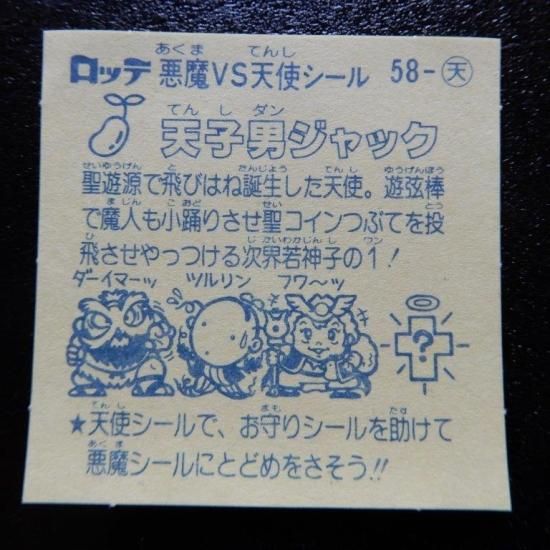 ロッテ 悪魔VS天使シール 58-天
あくま てんし
てん し ダン
天子男ジャック
せいゆうげん と たんじょう てんし ゆうげんぼう
聖遊源で飛びはね誕生した天使。遊弦棒
まじん こおど せい とう
で魔人も小踊りさせ聖コインつぶてを投
ひ じかいわかじんし ワン
飛させやっつける次界若神子の1!
ダーイマーッ ツルリン フワ〜ッ
?
てんし まも たす
★天使シールで、お守りシールを助けて
あくま
悪魔シールにとどめをさそう!!